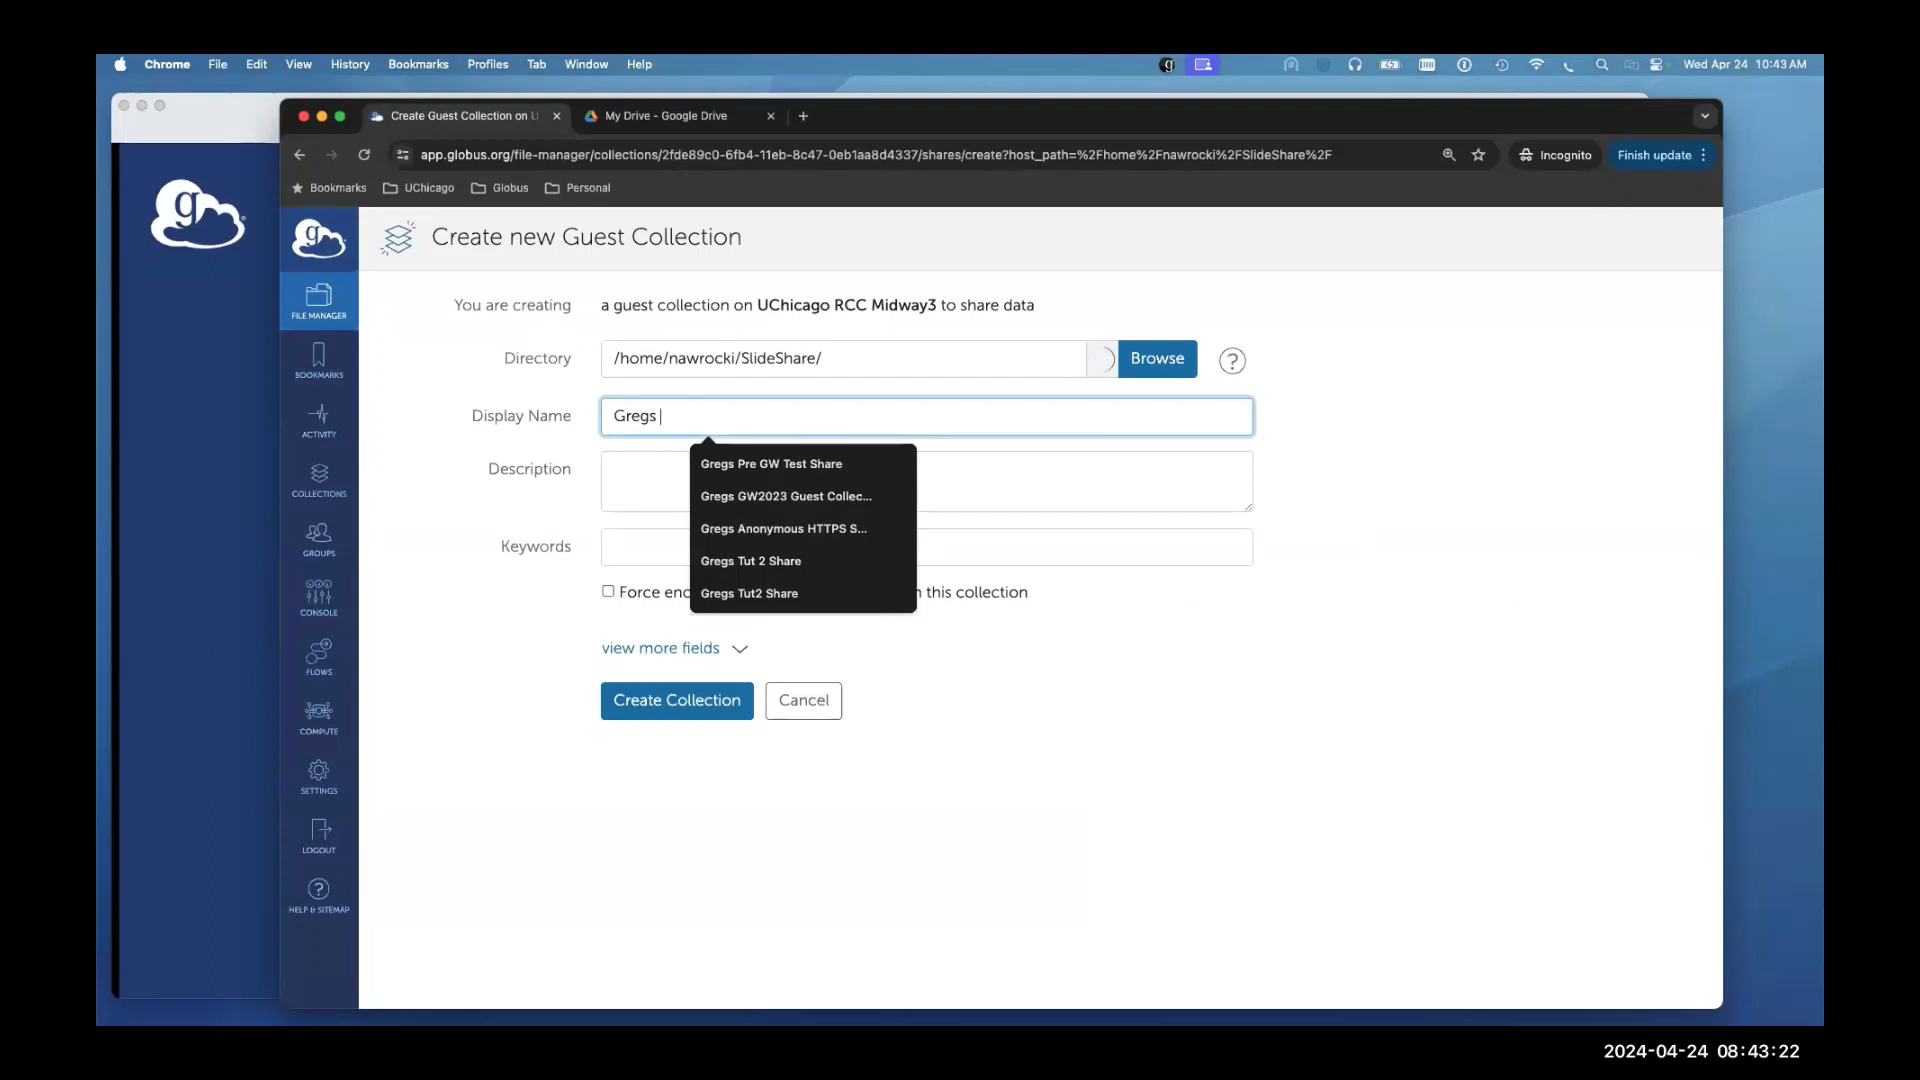 Chrome File Edit View History Bookmarks Profiles Tab Window Help g Wed Apr 24 10:43 AM
Create Guest Collection on U My Drive - Google Drive
app.globus.org/file-manager/collections/2fde89c0-6fb4-11eb-8c47-0eb1aa8d4337/shares/create?host_path=%2Fhome%2Fnawrocki%2FSlideShare%2F Incognito Finish update
Bookmarks UChicago Globus Personal
g
g
Create new Guest Collection
FILE MANAGER
BOOKMARKS
ACTIVITY
COLLECTIONS
GROUPS
CONSOLE
FLOWS
COMPUTE
SETTINGS
LOGOUT
HELP & SITEMAP
You are creating a guest collection on UChicago RCC Midway3 to share data
Directory /home/nawrocki/SlideShare/ Browse ?
Display Name Gregs
Gregs Pre GW Test Share
Gregs GW2023 Guest Collec...
Gregs Anonymous HTTPS S...
Gregs Tut 2 Share
Gregs Tut2 Share
Description
Keywords
Force enc this collection
view more fields
Create Collection Cancel
2024-04-24 08:43:22